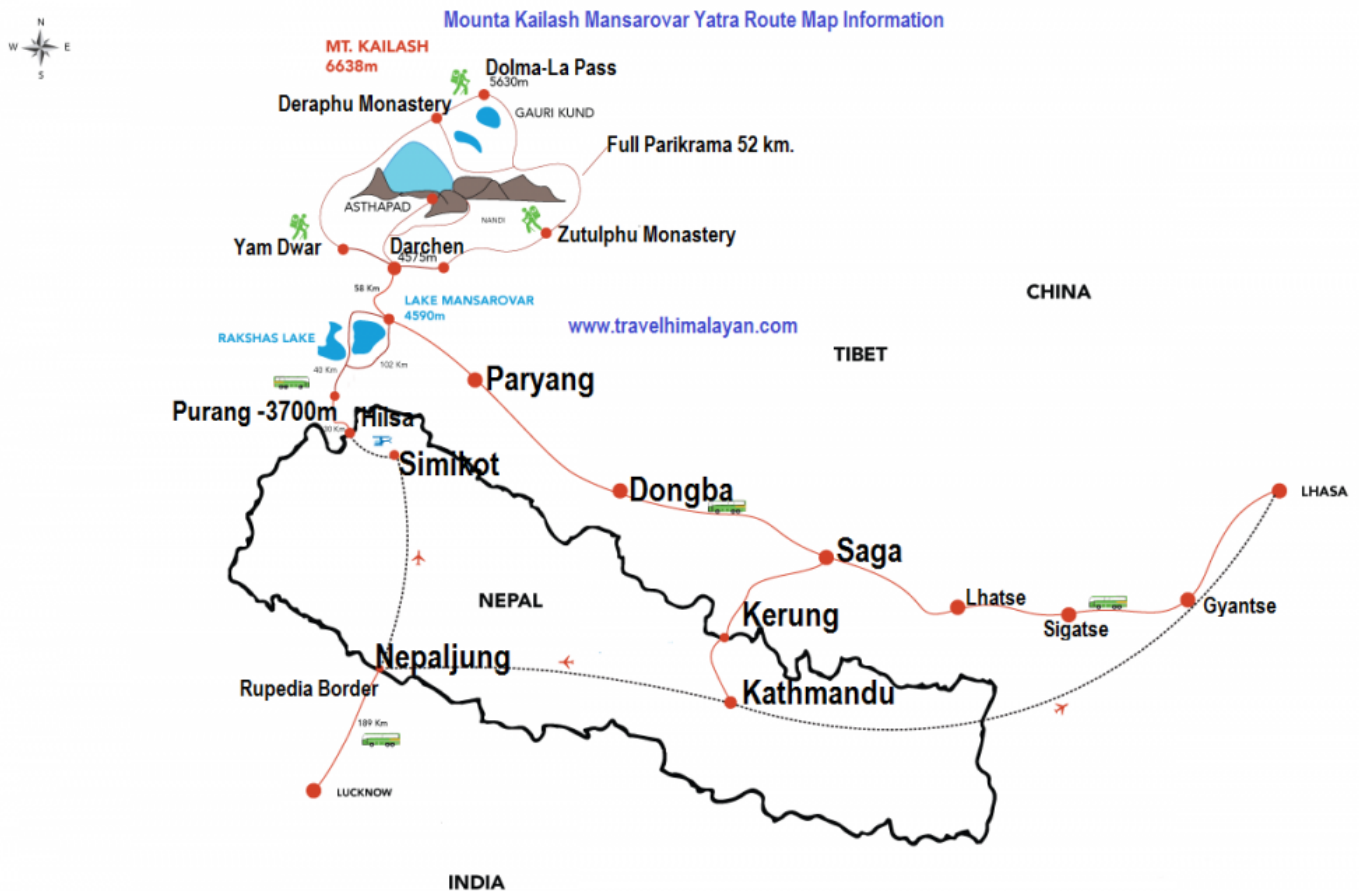 Mounta Kailash Mansarovar Yatra Route Map Information
N
W
E
S
MT. KAILASH
6638m
Dolma-La Pass
5630m
Deraphu Monastery
GAURI KUND
Full Parikrama 52 km.
ASTHAPAD
NANDI
Yam Dwar
Darchen
4575m
Zutulphu Monastery
58 Km
LAKE MANSAROVAR
4590m
CHINA
www.travelhimalayan.com
RAKSHAS LAKE
TIBET
40 Km
102 Km
Paryang
Purang -3700m
Hilsa
30 Km
Simikot
Dongba
LHASA
Saga
NEPAL
Lhatse
Gyantse
Kerung
Sigatse
Nepaljung
Rupedia Border
Kathmandu
189 Km
LUCKNOW
INDIA